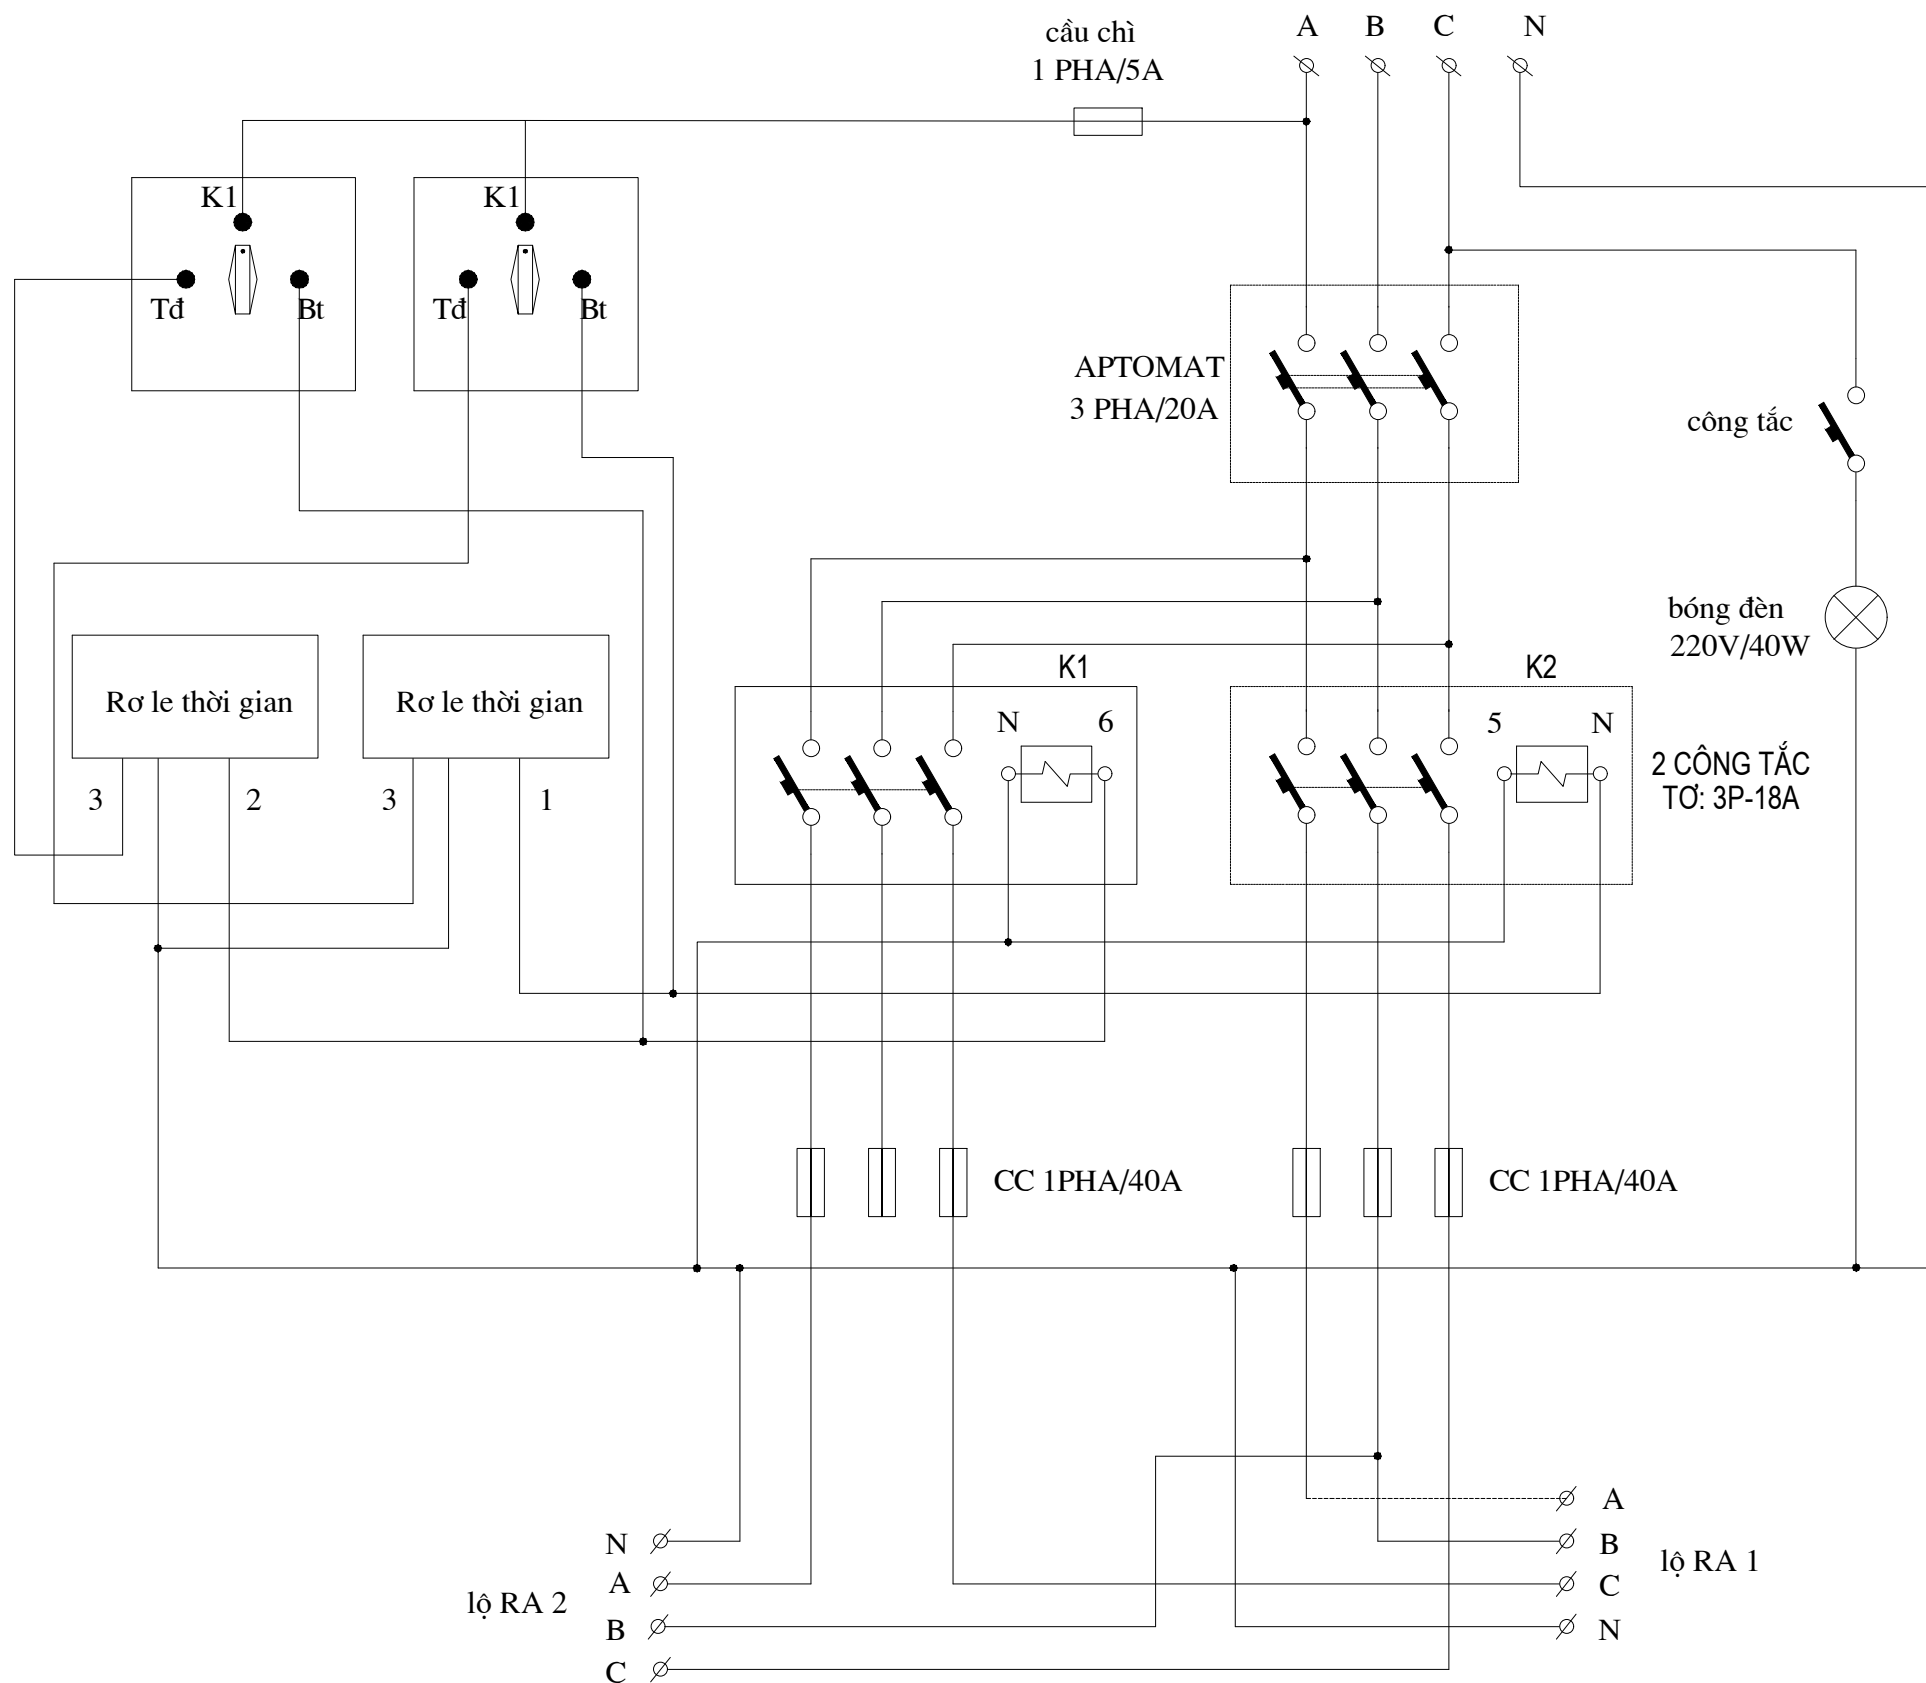 cầu chì
1 PHA/5A
A B C N
K1
Tđ Bt
K1
Tđ Bt
APTOMAT
3 PHA/20A
công tắc
bóng đèn
220V/40W
Rơ le thời gian
3 2
Rơ le thời gian
3 1
K1
N 6
K2
5 N
2 CÔNG TẮC
TƠ: 3P-18A
CC 1PHA/40A
CC 1PHA/40A
N
A
lộ RA 2
B
C
A
B
lộ RA 1
C
N